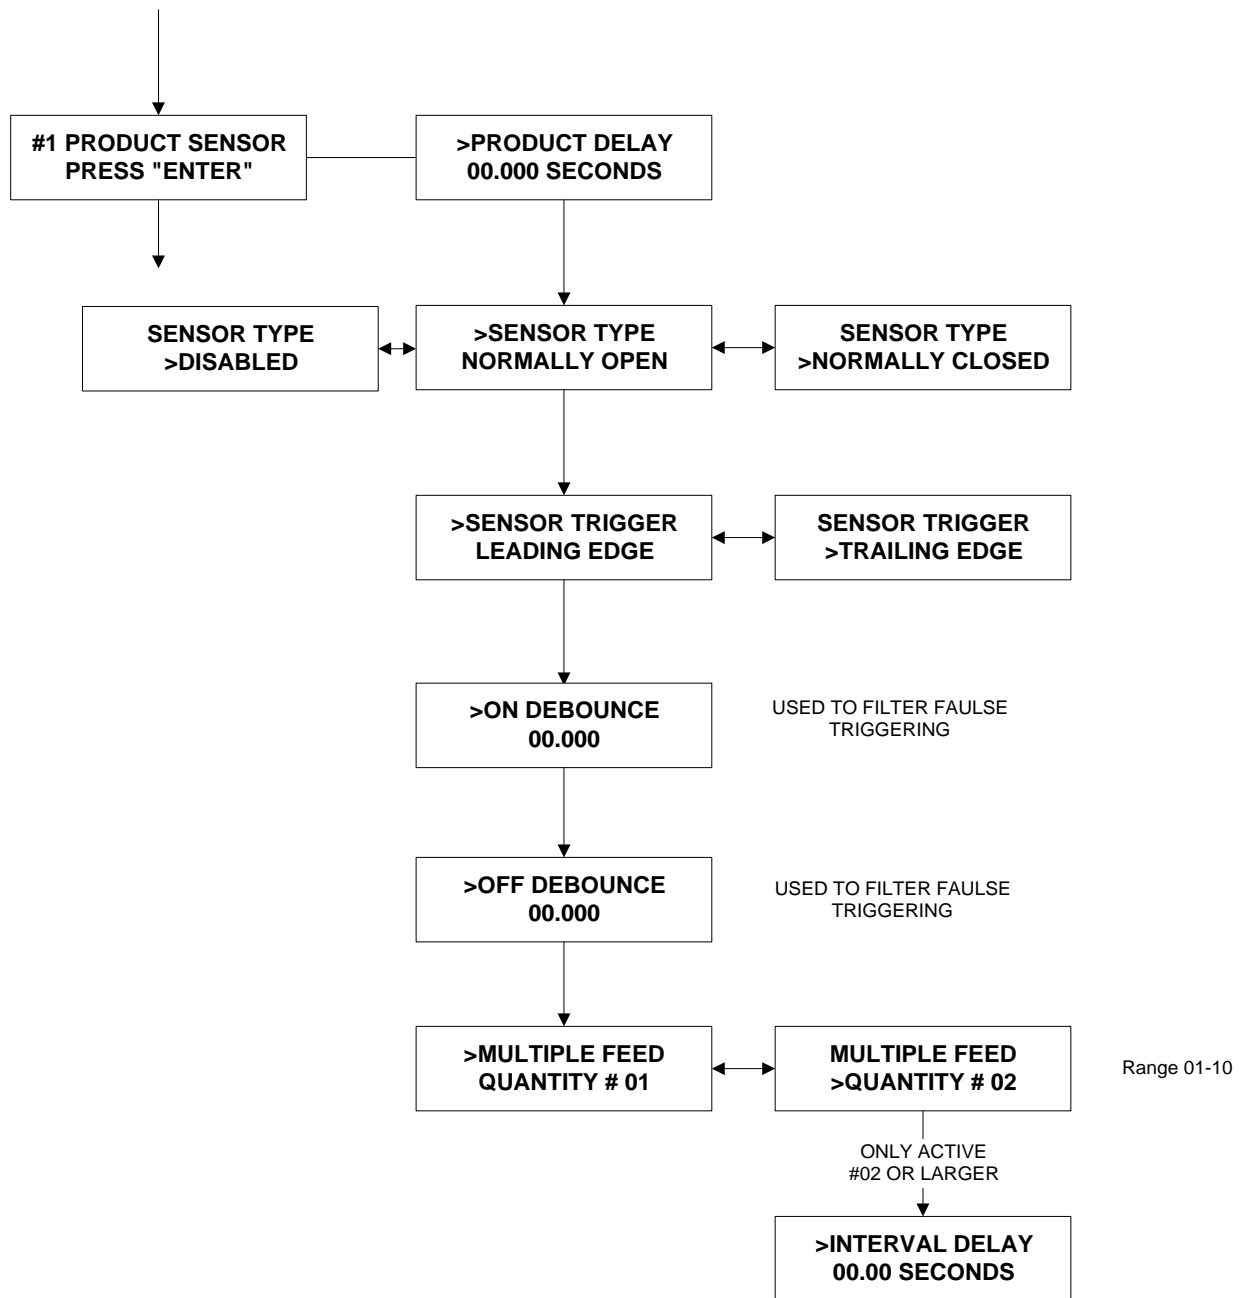 #1 PRODUCT SENSOR
PRESS "ENTER"
>PRODUCT DELAY
00.000 SECONDS
SENSOR TYPE
>DISABLED
>SENSOR TYPE
NORMALLY OPEN
SENSOR TYPE
>NORMALLY CLOSED
>SENSOR TRIGGER
LEADING EDGE
SENSOR TRIGGER
>TRAILING EDGE
>ON DEBOUNCE
00.000
USED TO FILTER FAULSE
TRIGGERING
>OFF DEBOUNCE
00.000
USED TO FILTER FAULSE
TRIGGERING
>MULTIPLE FEED
QUANTITY # 01
MULTIPLE FEED
>QUANTITY # 02
Range 01-10
ONLY ACTIVE
#02 OR LARGER
>INTERVAL DELAY
00.00 SECONDS